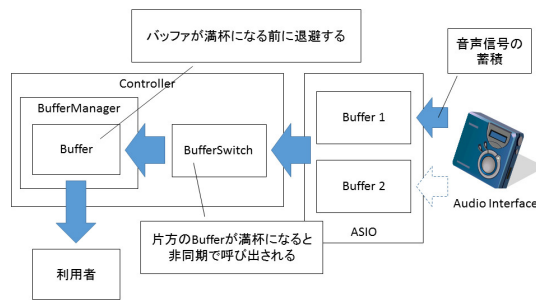 バッファが満杯になる前に退避する
音声信号の
蓄積
Controller
BufferManager
Buffer
BufferSwitch
Buffer 1
Buffer 2
ASIO
Audio Interface
片方のBufferが満杯になると
非同期で呼び出される
利用者